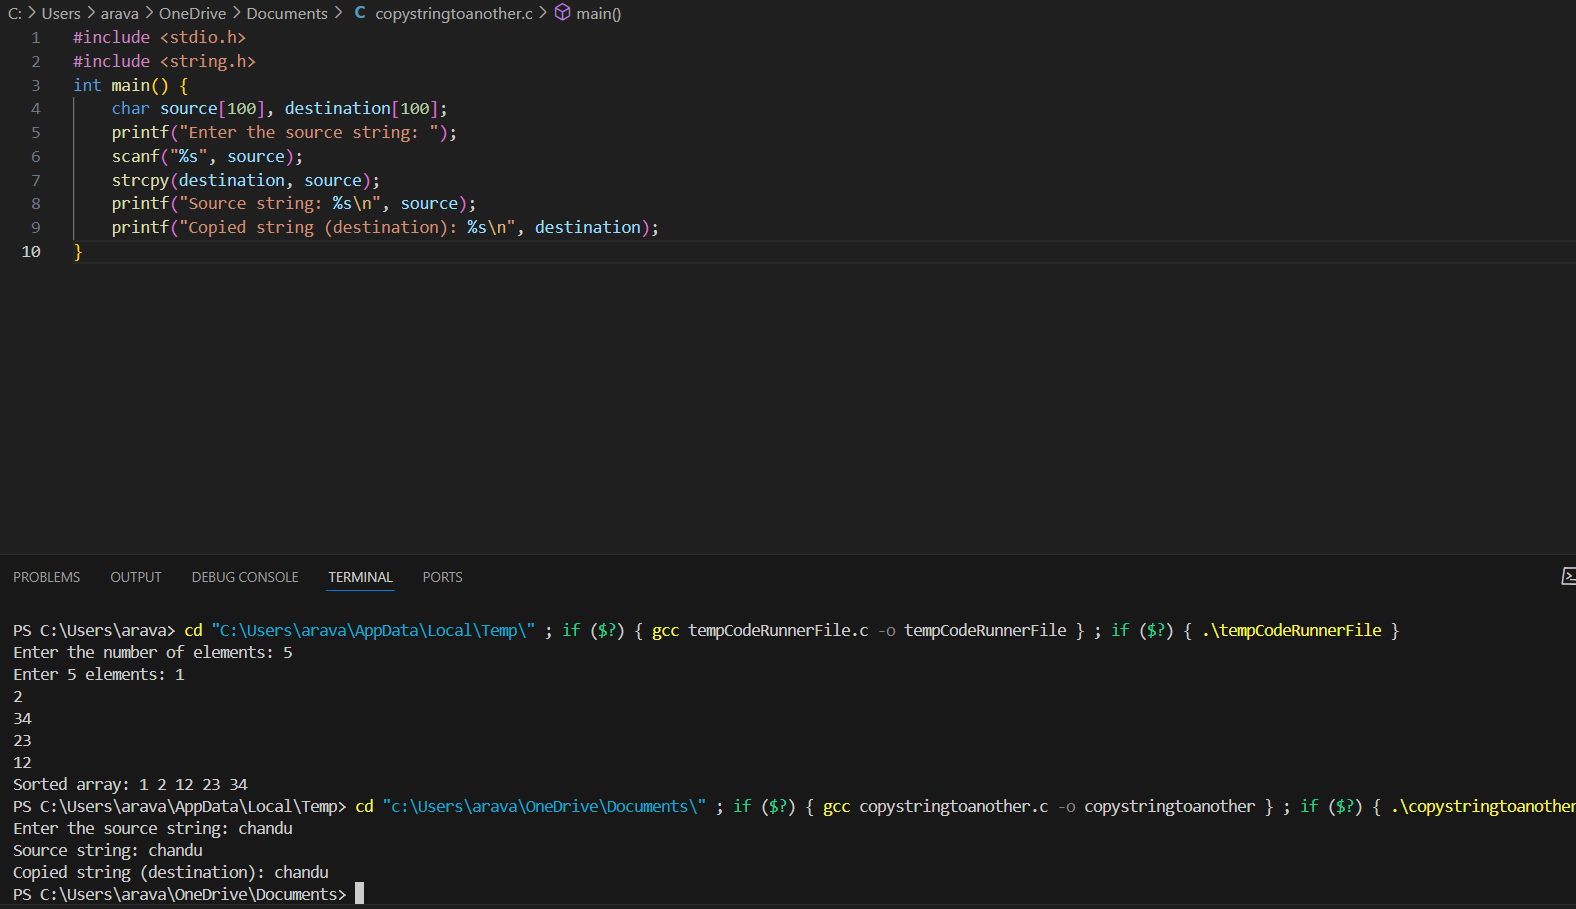 C: > Users > arava > OneDrive > Documents > C copystringtoanother.c > main()
1 #include <stdio.h>
2 #include <string.h>
3 int main() {
4     char source[100], destination[100];
5     printf("Enter the source string: ");
6     scanf("%s", source);
7     strcpy(destination, source);
8     printf("Source string: %s\n", source);
9     printf("Copied string (destination): %s\n", destination);
10 }
PROBLEMS OUTPUT DEBUG CONSOLE TERMINAL PORTS
PS C:\Users\arava> cd "C:\Users\arava\AppData\Local\Temp\" ; if ($?) { gcc tempCodeRunnerFile.c -o tempCodeRunnerFile } ; if ($?) { .\tempCodeRunnerFile }
Enter the number of elements: 5
Enter 5 elements: 1
2
34
23
12
Sorted array: 1 2 12 23 34
PS C:\Users\arava\AppData\Local\Temp> cd "c:\Users\arava\OneDrive\Documents\" ; if ($?) { gcc copystringtoanother.c -o copystringtoanother } ; if ($?) { .\copystringtoanother
Enter the source string: chandu
Source string: chandu
Copied string (destination): chandu
PS C:\Users\arava\OneDrive\Documents>